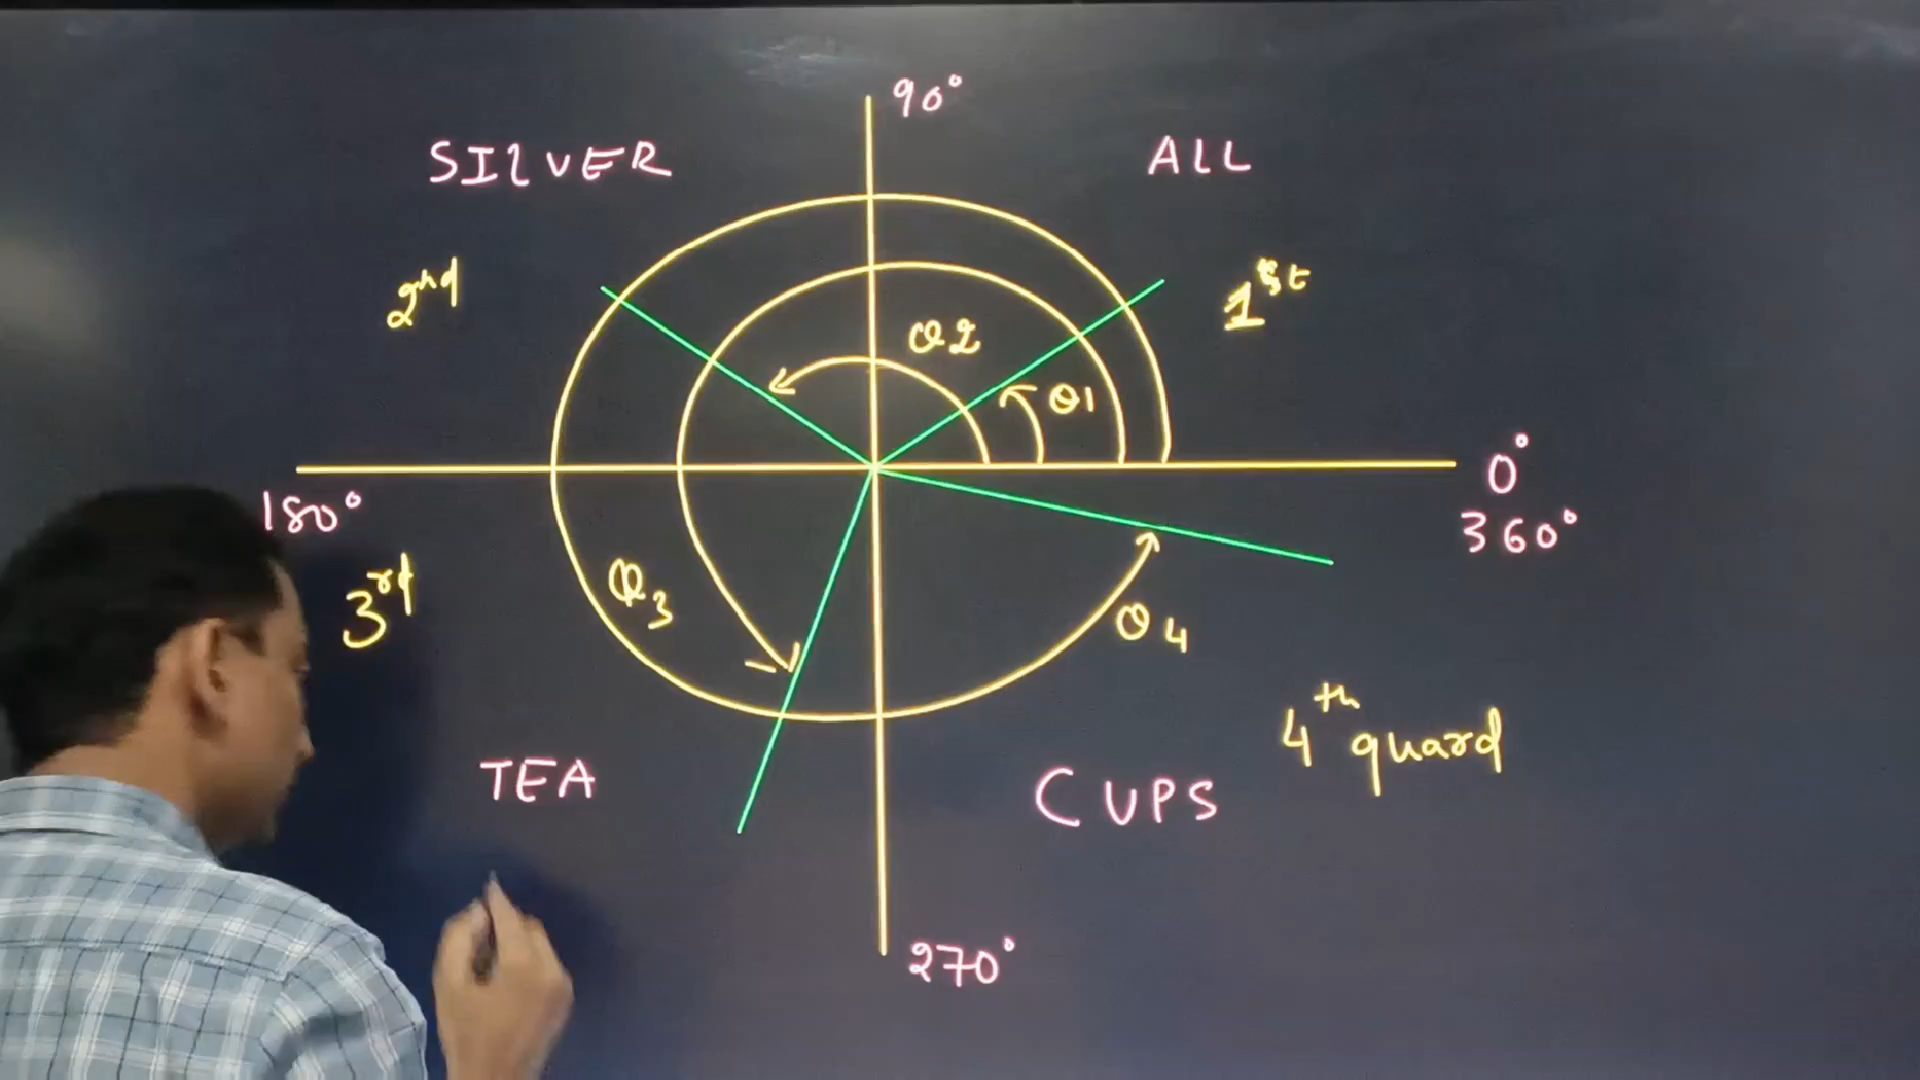 90°
SILVER
ALL
2nd
1st
θ2
θ1
0°
180°
360°
3rd
θ3
θ4
4th quard
TEA
CUPS
270°